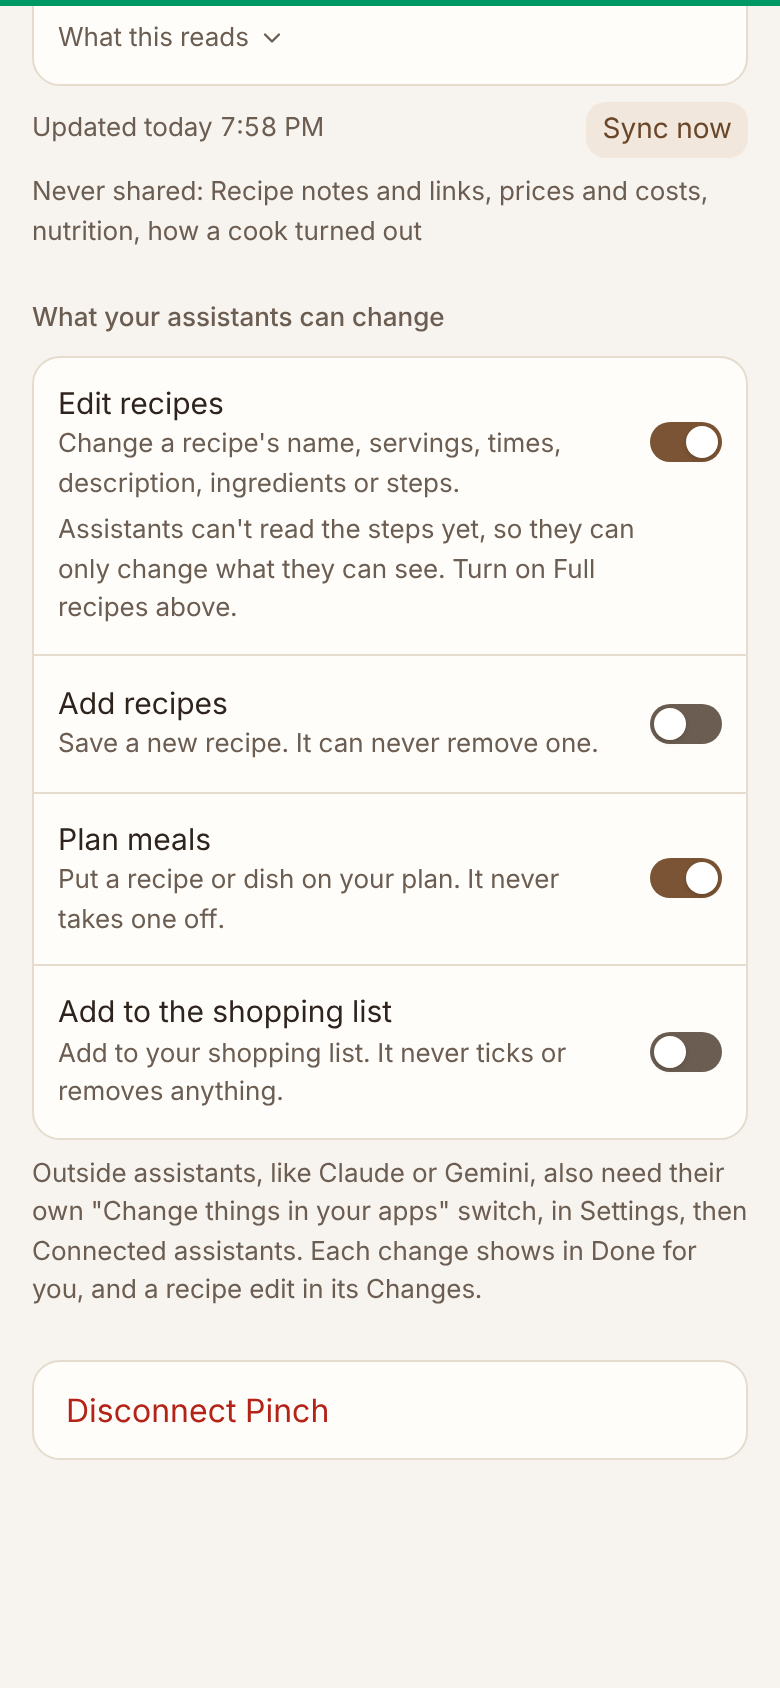 What this reads
Updated today 7:58 PM
Sync now
Never shared: Recipe notes and links, prices and costs,
nutrition, how a cook turned out
What your assistants can change
Edit recipes
Change a recipe's name, servings, times,
description, ingredients or steps.
Assistants can't read the steps yet, so they can
only change what they can see. Turn on Full
recipes above.
Add recipes
Save a new recipe. It can never remove one.
Plan meals
Put a recipe or dish on your plan. It never
takes one off.
Add to the shopping list
Add to your shopping list. It never ticks or
removes anything.
Outside assistants, like Claude or Gemini, also need their
own "Change things in your apps" switch, in Settings, then
Connected assistants. Each change shows in Done for
you, and a recipe edit in its Changes.
Disconnect Pinch